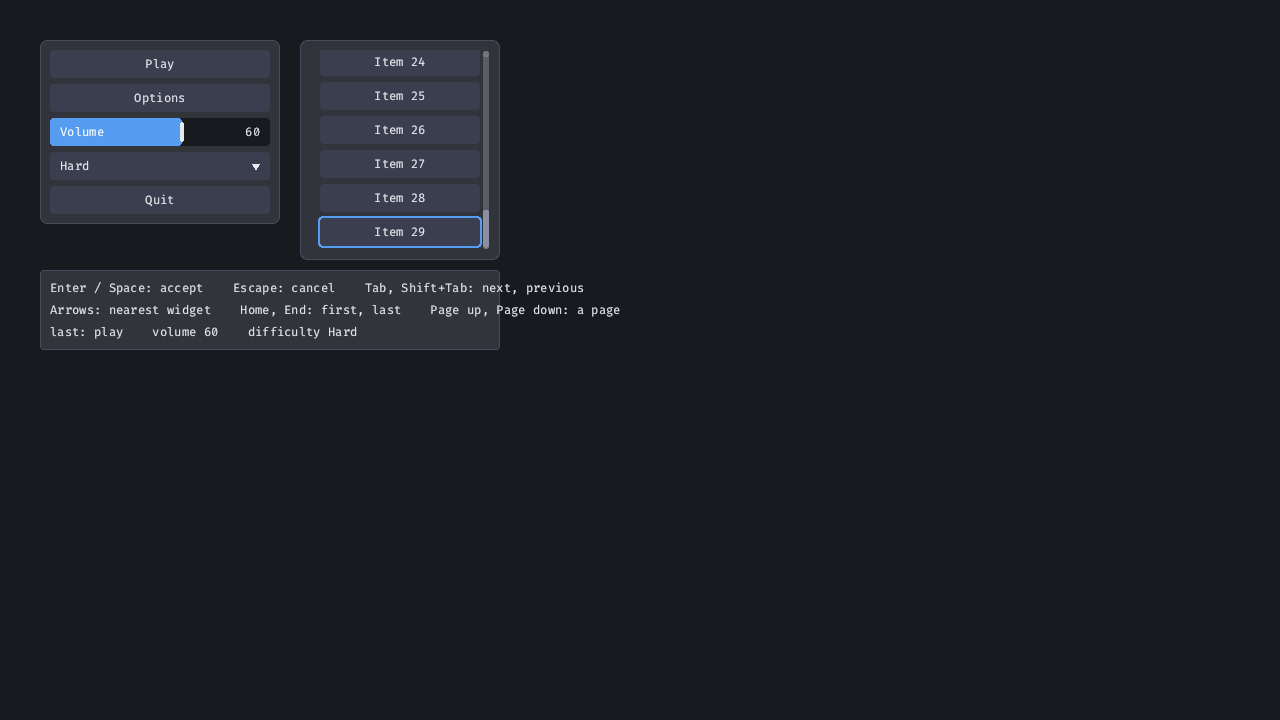 Play
Options
Volume 60
Hard
Quit
Item 24
Item 25
Item 26
Item 27
Item 28
Item 29
Enter / Space: accept    Escape: cancel    Tab, Shift+Tab: next, previous
Arrows: nearest widget    Home, End: first, last    Page up, Page down: a page
last: play    volume 60    difficulty Hard